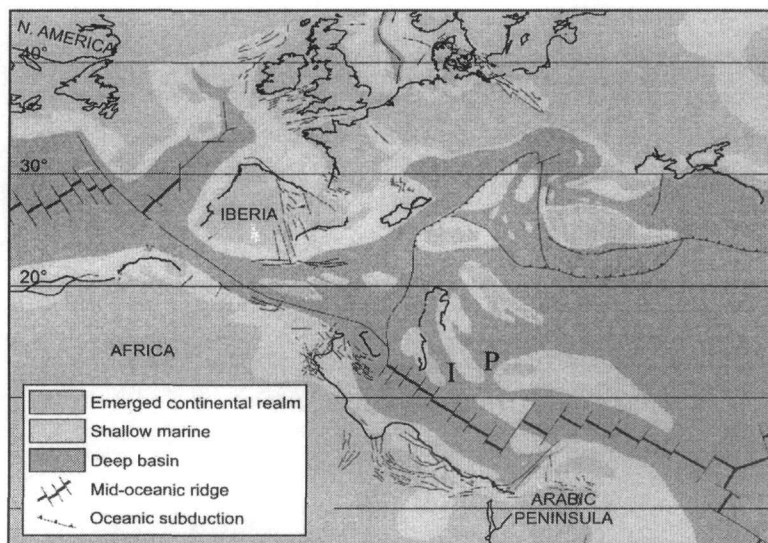 N. AMERICA
40°
30°
IBERIA
20°
AFRICA
I P
Emerged continental realm
Shallow marine
Deep basin
Mid-oceanic ridge
Oceanic subduction
ARABIC
PENINSULA